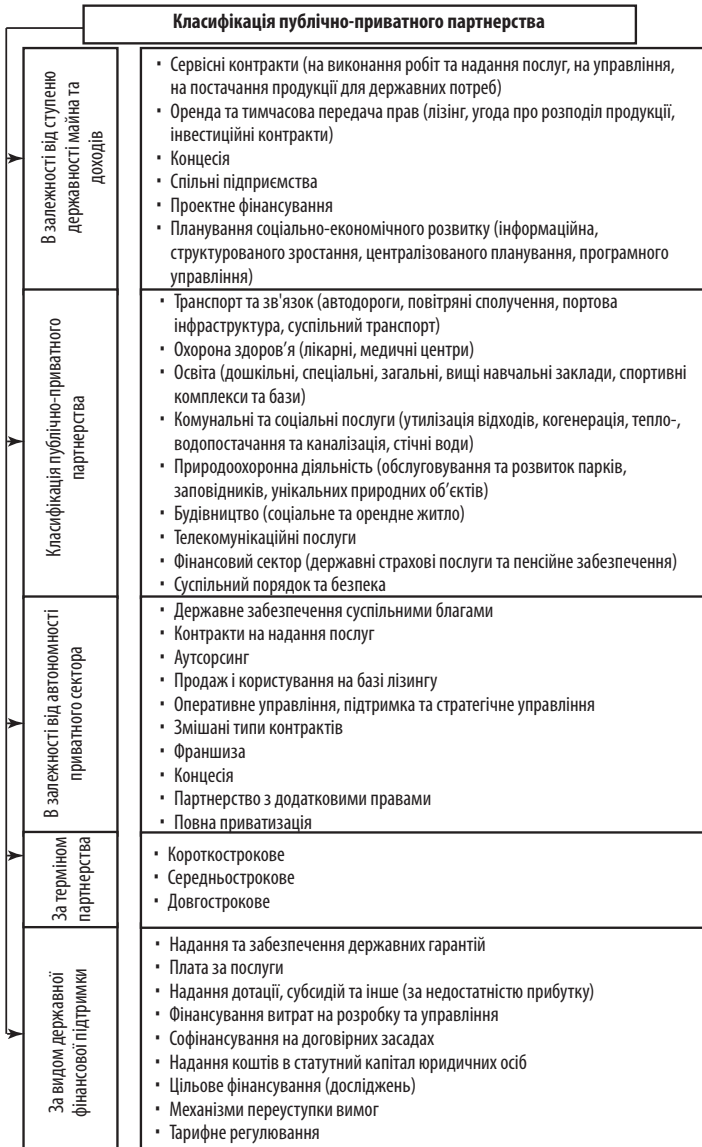 Класифікація публічно-приватного партнерства
В залежності від ступеню
державності майна та
доходів
· Сервісні контракти (на виконання робіт та надання послуг, на управління,
на постачання продукції для державних потреб)
· Оренда та тимчасова передача прав (лізінг, угода про розподіл продукції,
інвестиційні контракти)
· Концесія
· Спільні підприємства
· Проектне фінансування
· Планування соціально-економічного розвитку (інформаційна,
структурованого зростання, централізованого планування, програмного
управління)
Класифікація публічно-приватного
партнерства
· Транспорт та зв'язок (автодороги, повітряні сполучення, портова
інфраструктура, суспільний транспорт)
· Охорона здоров’я (лікарні, медичні центри)
· Освіта (дошкільні, спеціальні, загальні, вищі навчальні заклади, спортивні
комплекси та бази)
· Комунальні та соціальні послуги (утилізація відходів, когенерація, тепло-,
водопостачання та каналізація, стічні води)
· Природоохоронна діяльність (обслуговування та розвиток парків,
заповідників, унікальних природних об’єктів)
· Будівництво (соціальне та орендне житло)
· Телекомунікаційні послуги
· Фінансовий сектор (державні страхові послуги та пенсійне забезпечення)
· Суспільний порядок та безпека
В залежності від автономності
приватного сектора
· Державне забезпечення суспільними благами
· Контракти на надання послуг
· Аутсорсинг
· Продаж і користування на базі лізингу
· Оперативне управління, підтримка та стратегічне управління
· Змішані типи контрактів
· Франшиза
· Концесія
· Партнерство з додатковими правами
· Повна приватизація
За терміном
партнерства
· Короткострокове
· Середньострокове
· Довгострокове
За видом державної
фінансової підтримки
· Надання та забезпечення державних гарантій
· Плата за послуги
· Надання дотації, субсидій та інше (за недостатністю прибутку)
· Фінансування витрат на розробку та управління
· Софінансування на договірних засадах
· Надання коштів в статутний капітал юридичних осіб
· Цільове фінансування (досліджень)
· Механізми переуступки вимог
· Тарифне регулювання